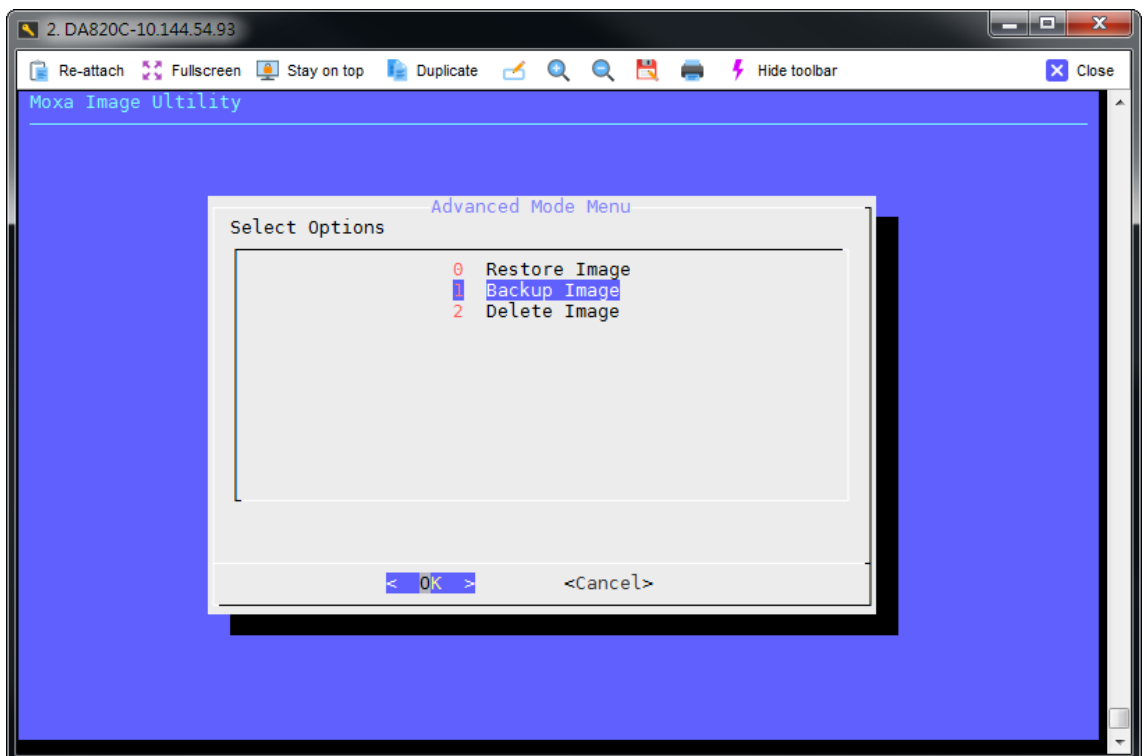 2. DA820C-10.144.54.93
Re-attach Fullscreen Stay on top Duplicate Hide toolbar Close
Moxa Image Ultility
Advanced Mode Menu
Select Options
0 Restore Image
1 Backup Image
2 Delete Image
< OK > <Cancel>